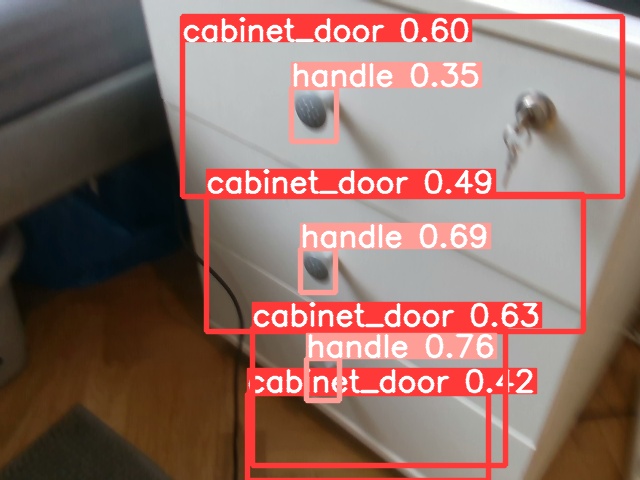 cabinet_door 0.60
handle 0.35
cabinet_door 0.49
handle 0.69
cabinet_door 0.63
handle 0.76
cabinet_door 0.42